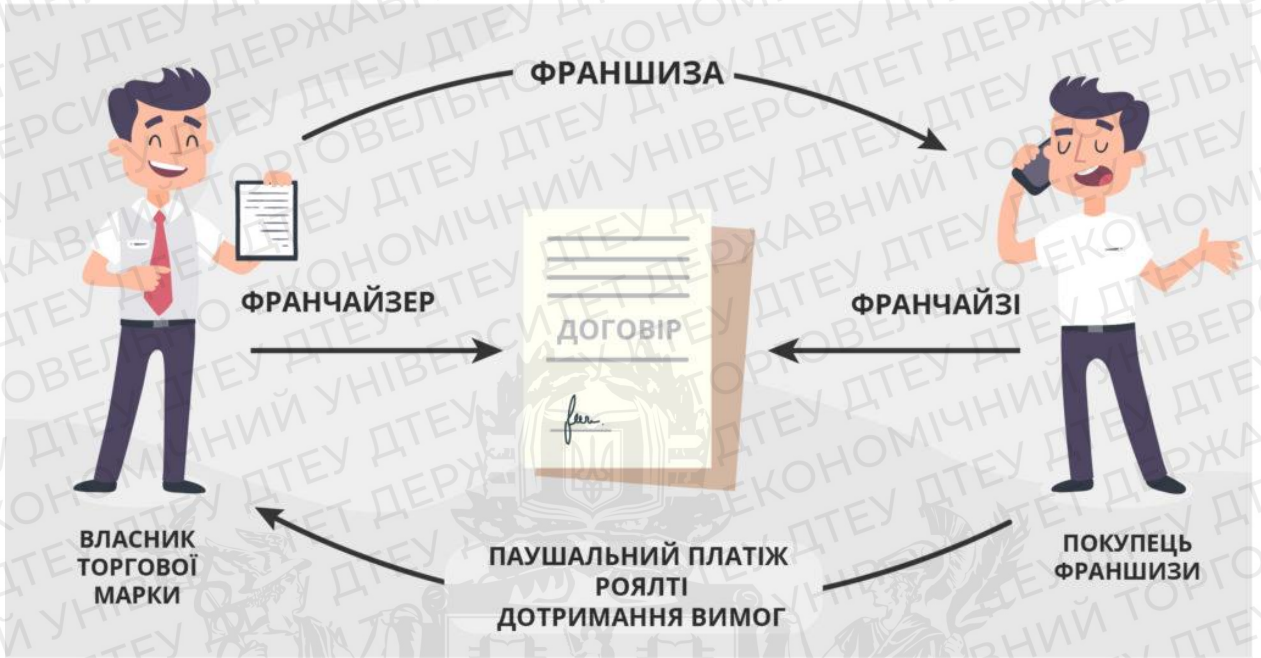 ФРАНШИЗА
ФРАНЧАЙЗЕР
ФРАНЧАЙЗІ
ДОГОВІР
ВЛАСНИК
ТОРГОВОЇ
МАРКИ
ПАУШАЛЬНИЙ ПЛАТІЖ
РОЯЛТІ
ДОТРИМАННЯ ВИМОГ
ПОКУПЕЦЬ
ФРАНШИЗИ